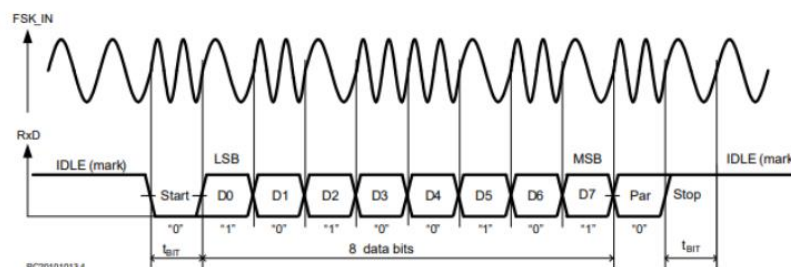 FSK_IN
RxD
IDLE (mark)
LSB
MSB
IDLE (mark
Start
D0
D1
D2
D3
D4
D5
D6
D7
Par
Stop
"0"
"1"
"0"
"1"
"0"
"0"
"1"
"0"
"1"
"0"
tBIT
8 data bits
tBIT